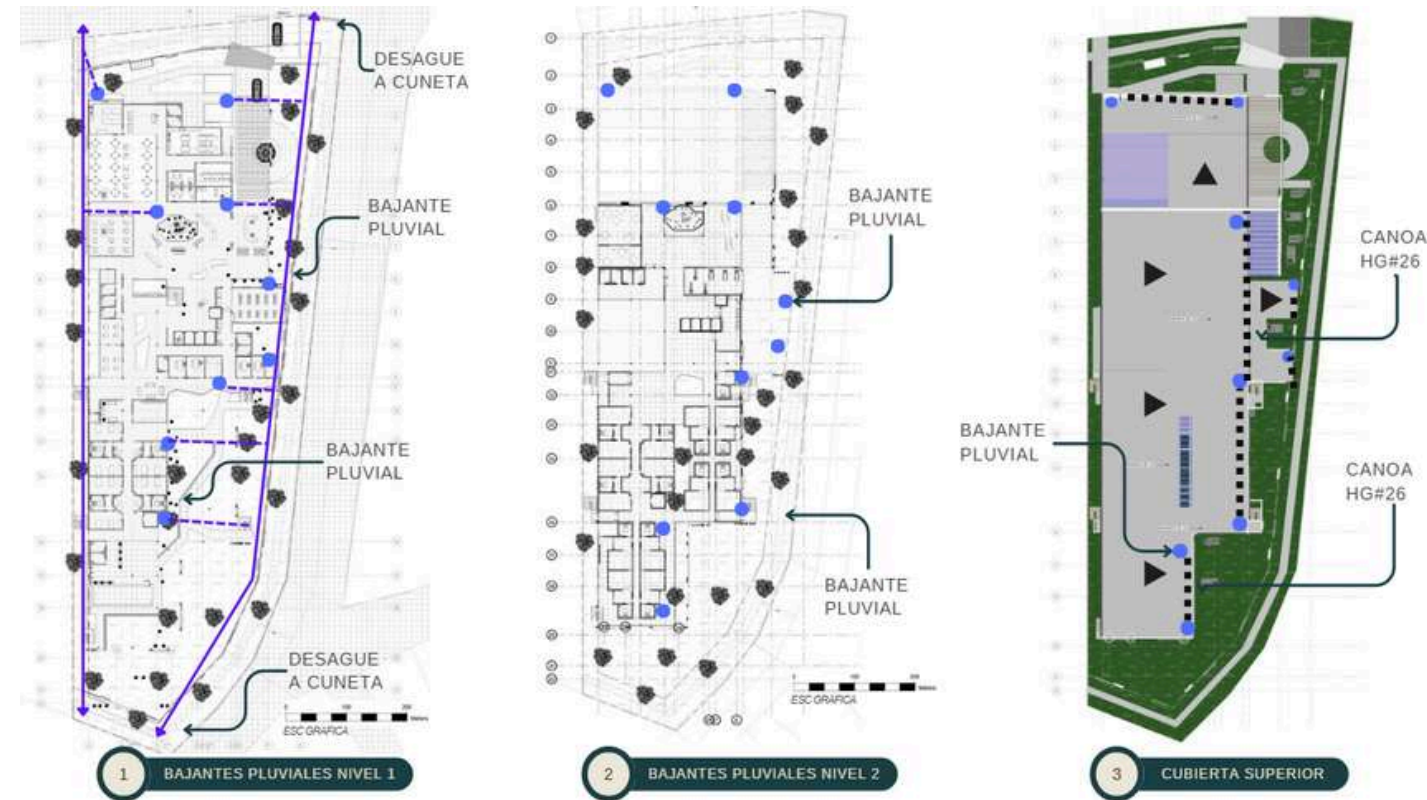 DESAGUE
A CUNETA
BAJANTE
PLUVIAL
BAJANTE
PLUVIAL
DESAGUE
A CUNETA
ESC GRAFICA
1
BAJANTES PLUVIALES NIVEL 1
BAJANTE
PLUVIAL
BAJANTE
PLUVIAL
ESC GRAFICA
2
BAJANTES PLUVIALES NIVEL 2
CANOA
HG#26
BAJANTE
PLUVIAL
CANOA
HG#26
3
CUBIERTA SUPERIOR